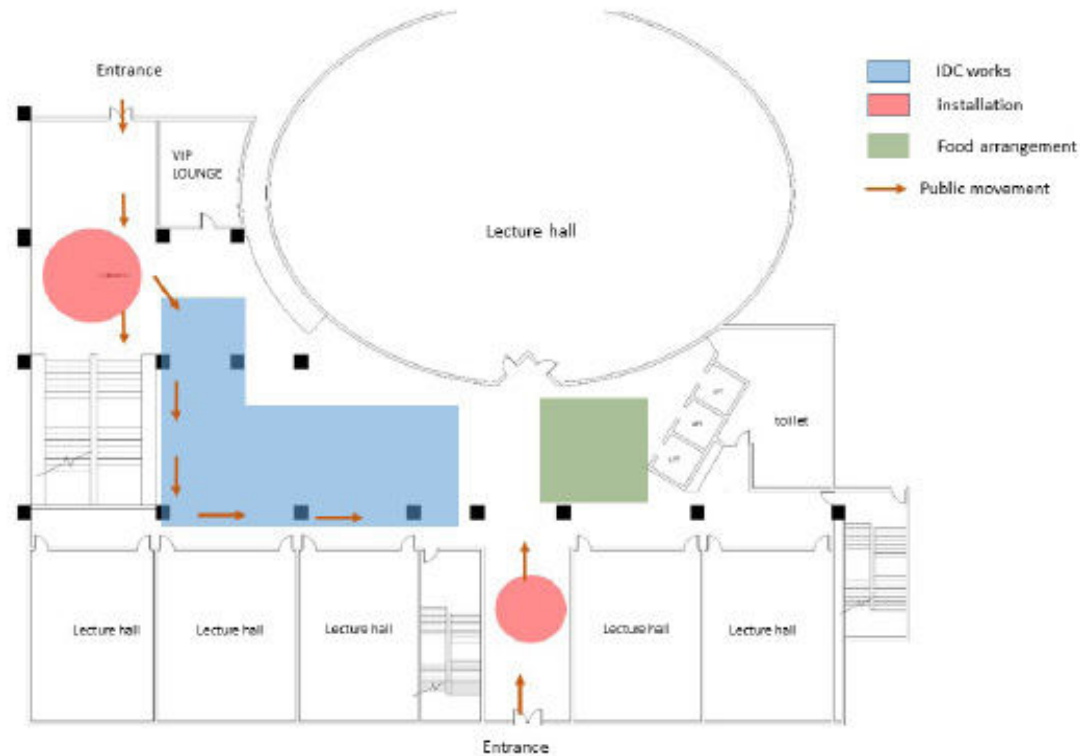 Entrance
IDC works
Installation
Food arrangement
Public movement
VIP
LOUNGE
Lecture hall
toilet
Lecture hall
Lecture hall
Lecture hall
Lecture hall
Lecture hall
Entrance